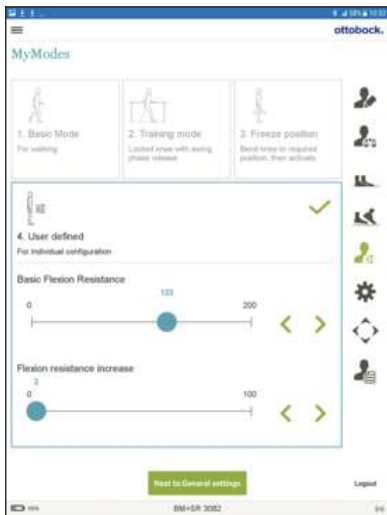 ottobock.
MyModes
1. Basic Mode
For walking
2. Training mode
Locked knee with swing
phase release
3. Freeze position
Bend knee to required
position, then activate
4. User defined
For individual configuration
Basic Flexion Resistance
123
0
200
Flexion resistance increase
2
0
100
Next to General settings
Logout
BM+SR 3082